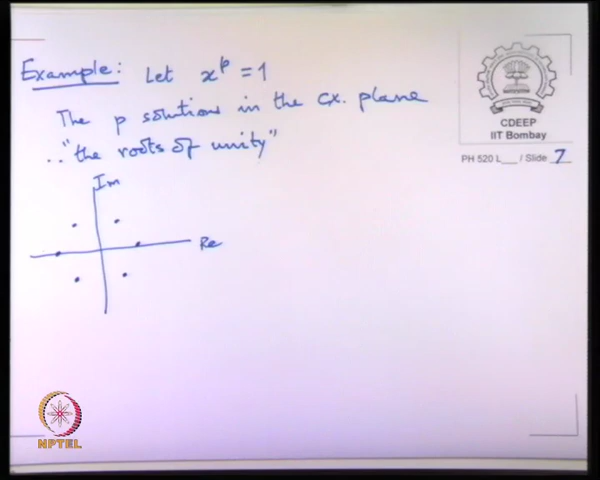 Example: Let x^p = 1
The p solutions in the cx. plane
∴ "the roots of unity"
Im
Re
CDEEP
IIT Bombay
PH 520 L___ / Slide 7
NPTEL